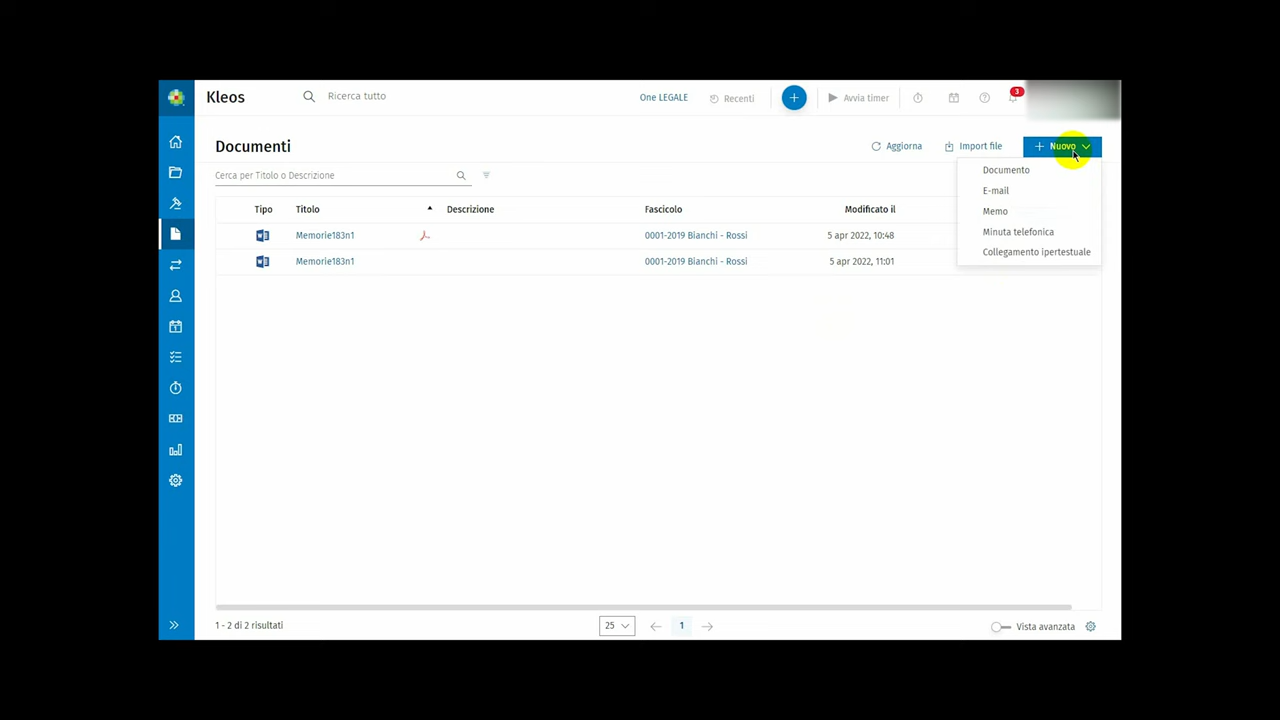 Kleos
Ricerca tutto
One LEGALE
Recenti
Avvia timer
3
Documenti
Aggiorna
Import file
Nuovo
Cerca per Titolo o Descrizione
Documento
E-mail
Memo
Minuta telefonica
Collegamento ipertestuale
Tipo Titolo Descrizione Fascicolo Modificato il
Memorie183n1 0001-2019 Bianchi - Rossi 5 apr 2022, 10:48
Memorie183n1 0001-2019 Bianchi - Rossi 5 apr 2022, 11:01
1 - 2 di 2 risultati
25
1
Vista avanzata